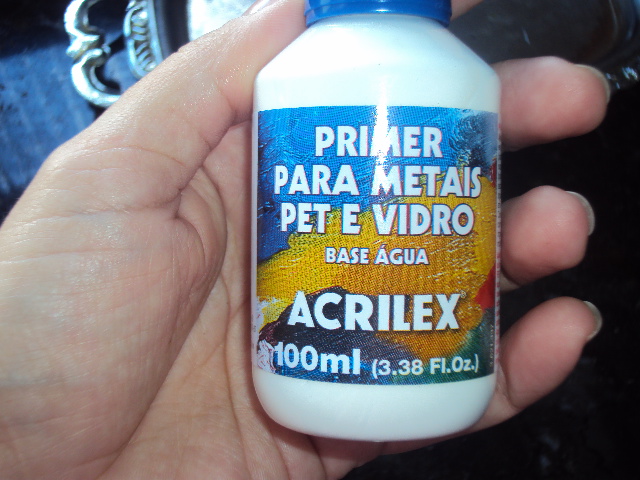 PRIMER
PARA METAIS
PET E VIDRO
BASE ÁGUA
ACRILEX
100ml (3.38 Fl.Oz.)